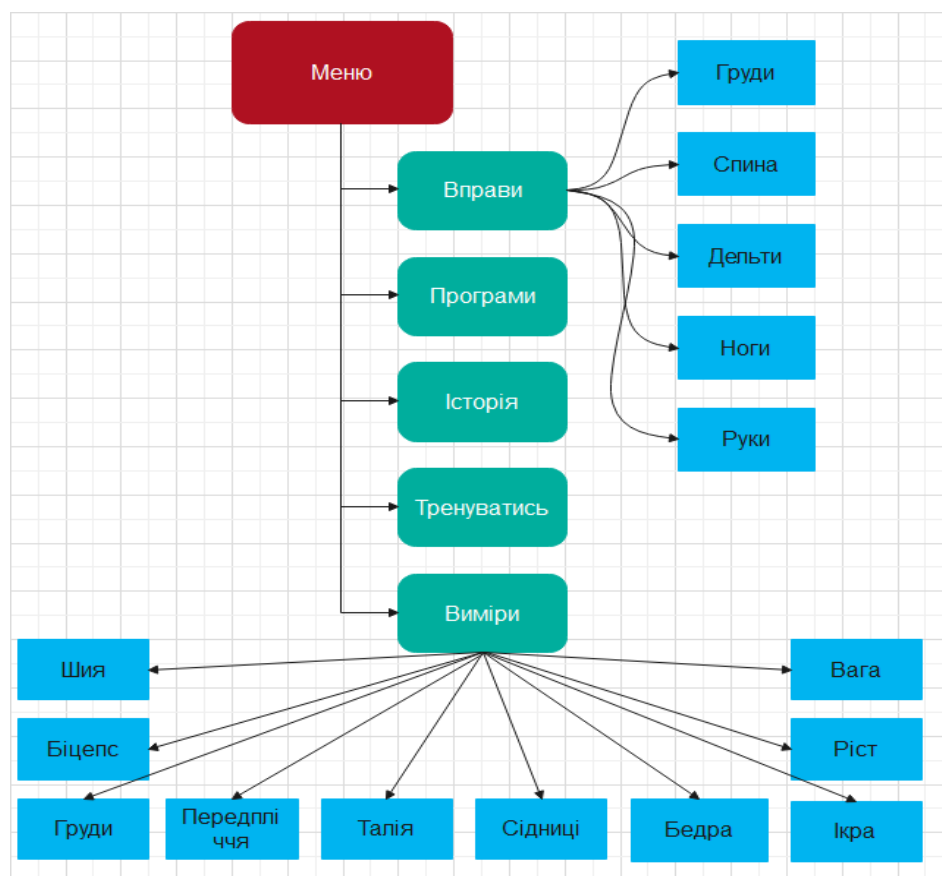 Меню
Груди
Вправи
Спина
Дельти
Програми
Ноги
Історія
Руки
Тренуватись
Виміри
Шия
Вага
Біцепс
Ріст
Груди
Передплі
ччя
Талія
Сідниці
Бедра
Ікра